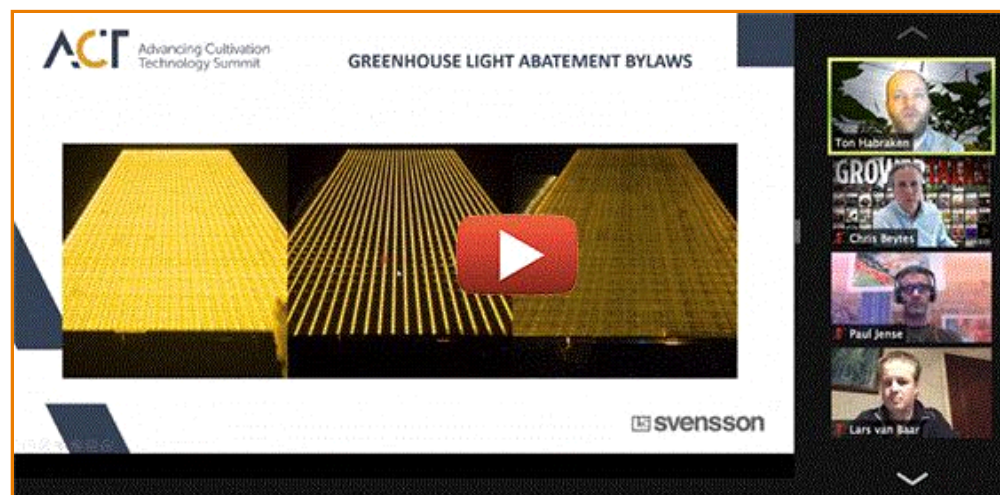 ACT
Advancing Cultivation
Technology Summit
GREENHOUSE LIGHT ABATEMENT BYLAWS
svensson
Ton Habraken
GROWERTALKS
Chris Beytes
Paul Jense
Lars van Baar